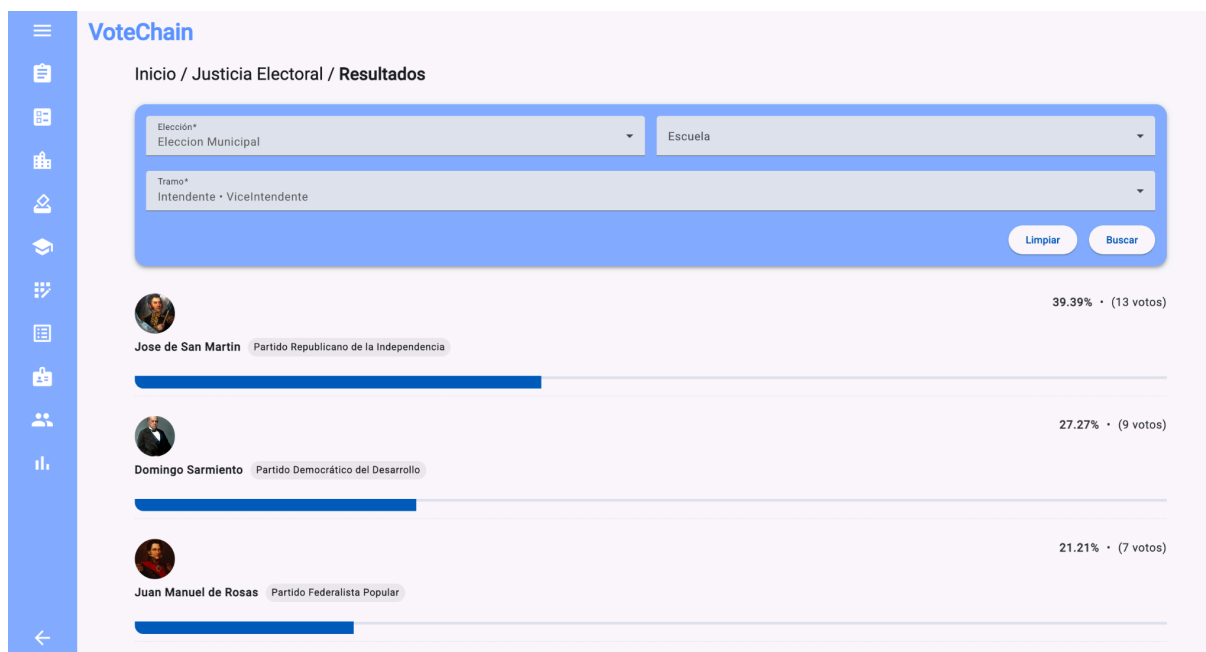 VoteChain
Inicio / Justicia Electoral / Resultados
Elección*
Eleccion Municipal
Escuela
Tramo*
Intendente • ViceIntendente
Limpiar
Buscar
39.39% • (13 votos)
Jose de San Martin Partido Republicano de la Independencia
27.27% • (9 votos)
Domingo Sarmiento Partido Democrático del Desarrollo
21.21% • (7 votos)
Juan Manuel de Rosas Partido Federalista Popular